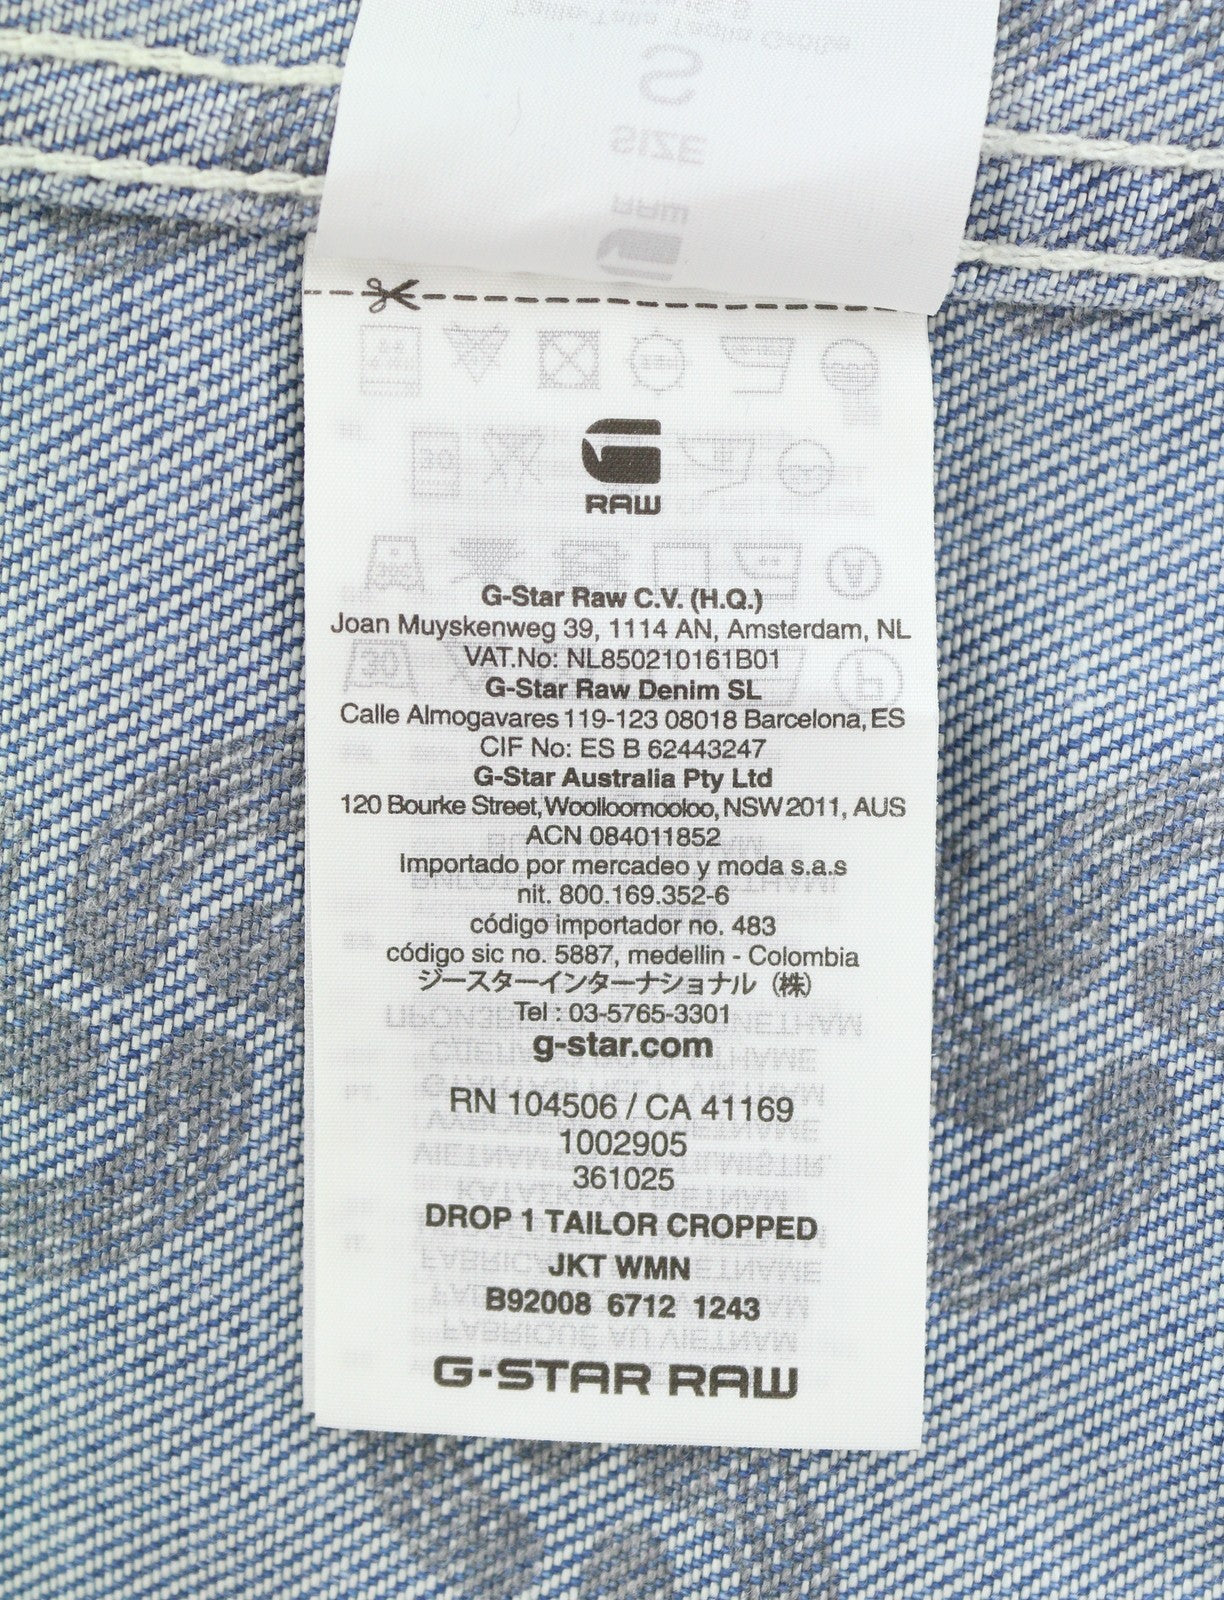 SIZE
S
RAW
RAW
G-Star Raw C.V. (H.Q.)
Joan Muyskenweg 39, 1114 AN, Amsterdam, NL
VAT.No: NL850210161B01
G-Star Raw Denim SL
Calle Almogavares 119-123 08018 Barcelona, ES
CIF No: ES B 62443247
G-Star Australia Pty Ltd
120 Bourke Street, Woolloomooloo, NSW 2011, AUS
ACN 084011852
Importado por mercadeo y moda s.a.s
nit. 800.169.352-6
código importador no. 483
código sic no. 5887, medellin - Colombia
ジースターインターナショナル（株）
Tel : 03-5765-3301
g-star.com
RN 104506 / CA 41169
1002905
361025
DROP 1 TAILOR CROPPED
JKT WMN
B92008 6712 1243
G-STAR RAW